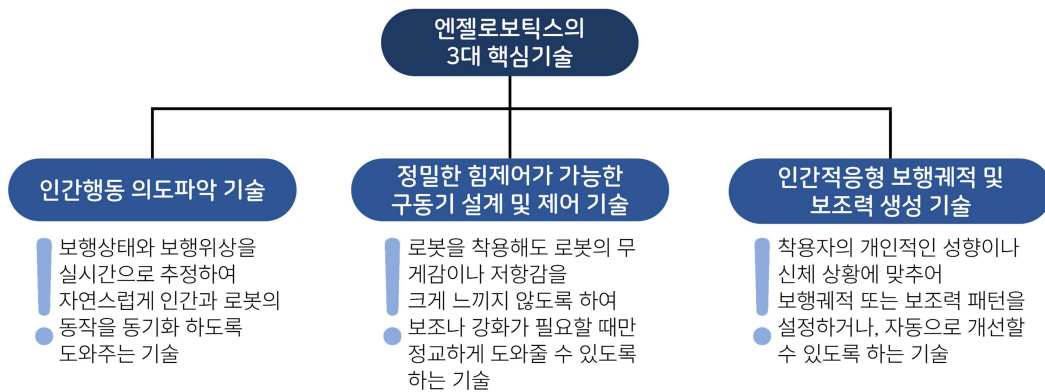 엔젤로보틱스의
3대 핵심기술
인간행동 의도파악 기술
보행상태와 보행위상을
실시간으로 추정하여
자연스럽게 인간과 로봇의
동작을 동기화 하도록
도와주는 기술
정밀한 힘제어가 가능한
구동기 설계 및 제어 기술
로봇을 착용해도 로봇의 무
게감이나 저항감을
크게 느끼지 않도록 하여
보조나 강화가 필요할 때만
정교하게 도와줄 수 있도록
하는 기술
인간적응형 보행궤적 및
보조력 생성 기술
착용자의 개인적인 성향이나
신체 상황에 맞추어
보행궤적 또는 보조력 패턴을
설정하거나, 자동으로 개선할
수 있도록 하는 기술